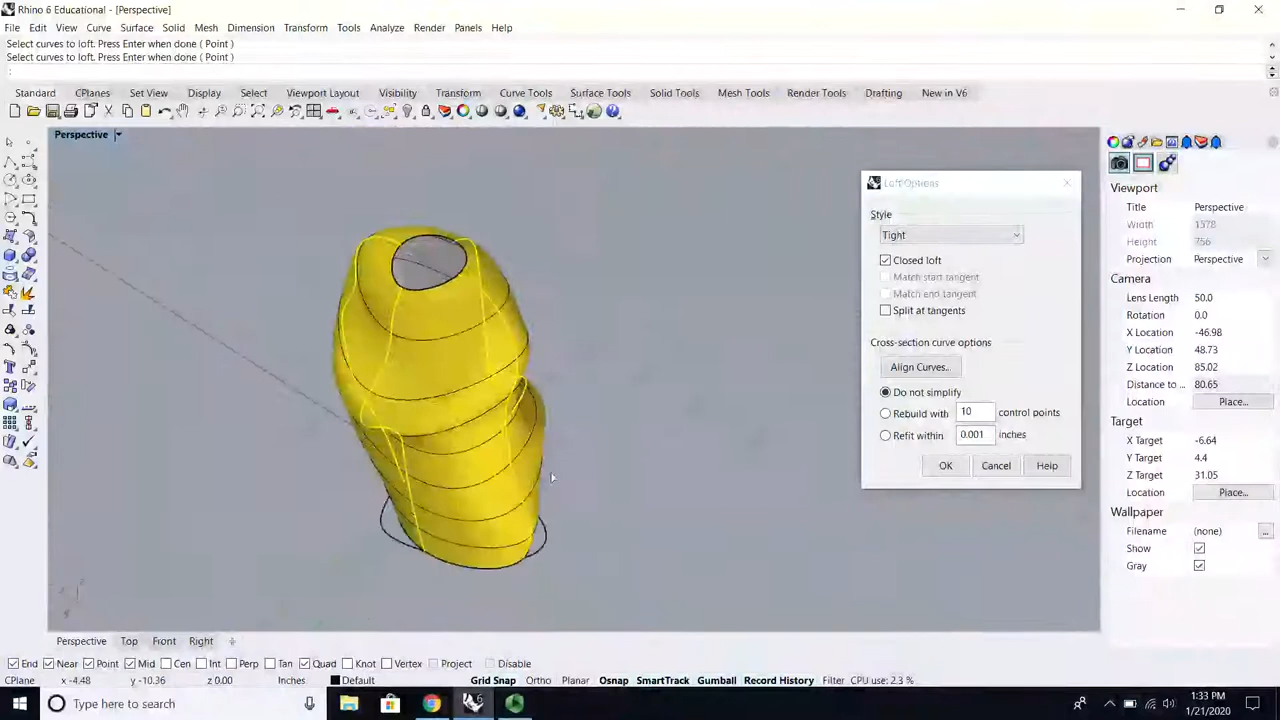 Rhino 6 Educational - [Perspective]
File Edit View Curve Surface Solid Mesh Dimension Transform Tools Analyze Render Panels Help
Select curves to loft. Press Enter when done ( Point )
Select curves to loft. Press Enter when done ( Point )
:
Standard CPlanes Set View Display Select Viewport Layout Visibility Transform Curve Tools Surface Tools Solid Tools Mesh Tools Render Tools Drafting New in V6
Perspective
Loft Options
Style
Tight
Closed loft
Match start tangent
Match end tangent
Split at tangents
Cross-section curve options
Align Curves...
Do not simplify
Rebuild with 10 control points
Refit within 0.001 inches
OK Cancel Help
Viewport
Title Perspective
Width 1378
Height 756
Projection Perspective
Camera
Lens Length 50.0
Rotation 0.0
X Location -46.98
Y Location 48.73
Z Location 85.02
Distance to ... 80.65
Location Place...
Target
X Target -6.64
Y Target 4.4
Z Target 31.05
Location Place...
Wallpaper
Filename (none) ...
Show
Gray
Perspective Top Front Right
End Near Point Mid Cen Int Perp Tan Quad Knot Vertex Project Disable
CPlane x -4.48 y -10.36 z 0.00 Inches Default Grid Snap Ortho Planar Osnap SmartTrack Gumball Record History Filter CPU use: 2.3 %
Type here to search
1:33 PM
1/21/2020